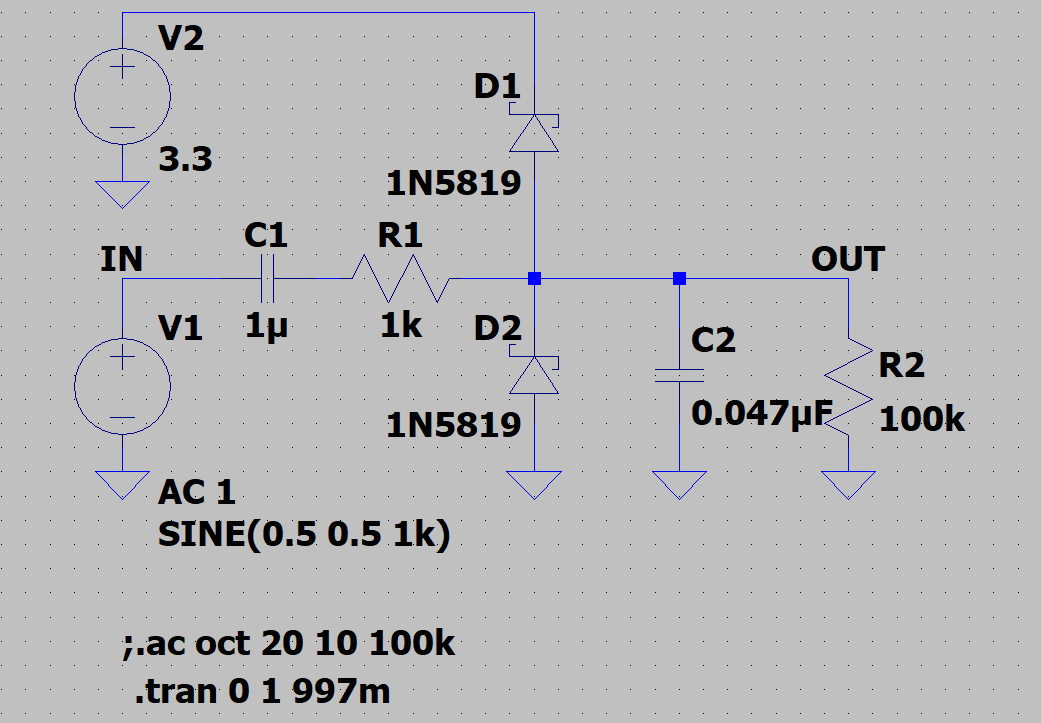 V2
3.3
D1
1N5819
IN
C1
R1
OUT
V1
1µ
1k
D2
C2
R2
1N5819
0.047µF
100k
AC 1
SINE(0.5 0.5 1k)
;.ac oct 20 10 100k
.tran 0 1 997m